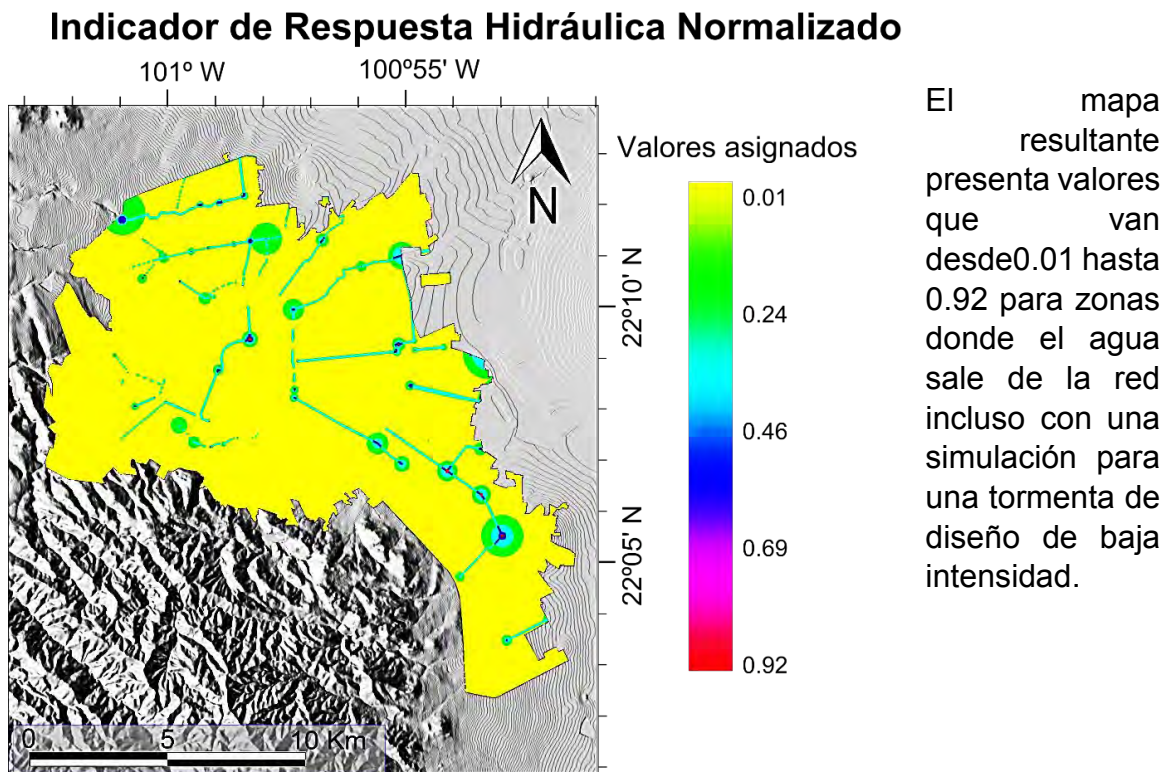 Indicador de Respuesta Hidráulica Normalizado
101º W
100º55' W
N
22º10' N
22º05' N
0
5
10 Km
Valores asignados
0.01
0.24
0.46
0.69
0.92
El mapa
resultante
presenta valores
que van
desde0.01 hasta
0.92 para zonas
donde el agua
sale de la red
incluso con una
simulación para
una tormenta de
diseño de baja
intensidad.